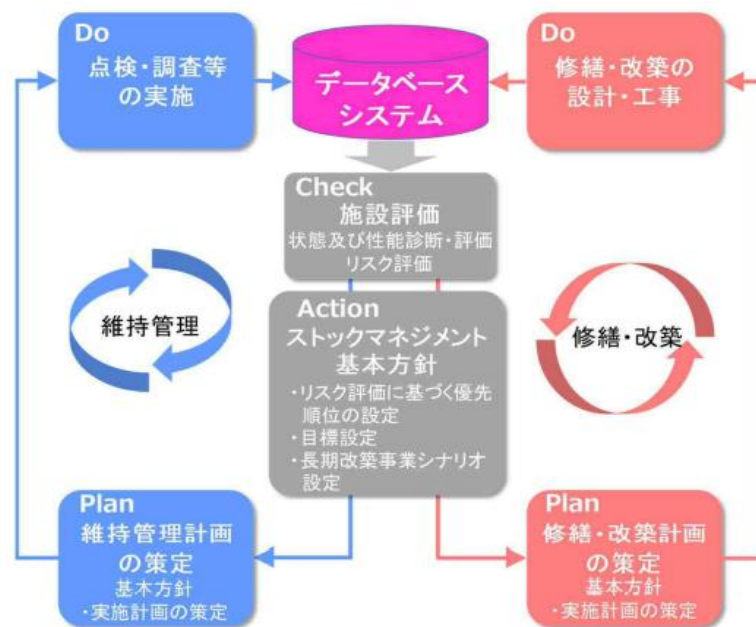 Do
点検・調査等
の実施
データベース
システム
Do
修繕・改築の
設計・工事
Check
施設評価
状態及び性能診断・評価
リスク評価
維持管理
Action
ストックマネジメント
基本方針
・リスク評価に基づく優先
順位の設定
・目標設定
・長期改築事業シナリオ
設定
修繕・改築
Plan
維持管理計画
の策定
基本方針
・実施計画の策定
Plan
修繕・改築計画
の策定
基本方針
・実施計画の策定